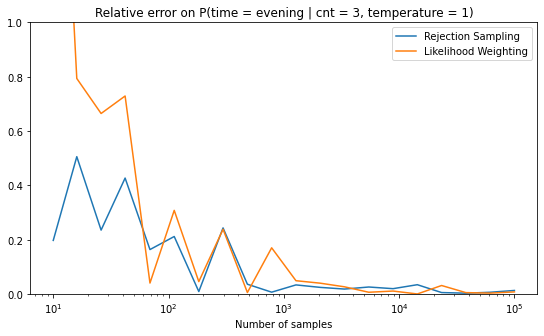 Relative error on P(time = evening | cnt = 3, temperature = 1)
Rejection Sampling
Likelihood Weighting
1.0
0.8
0.6
0.4
0.2
0.0
10¹ 10² 10³ 10⁴ 10⁵
Number of samples